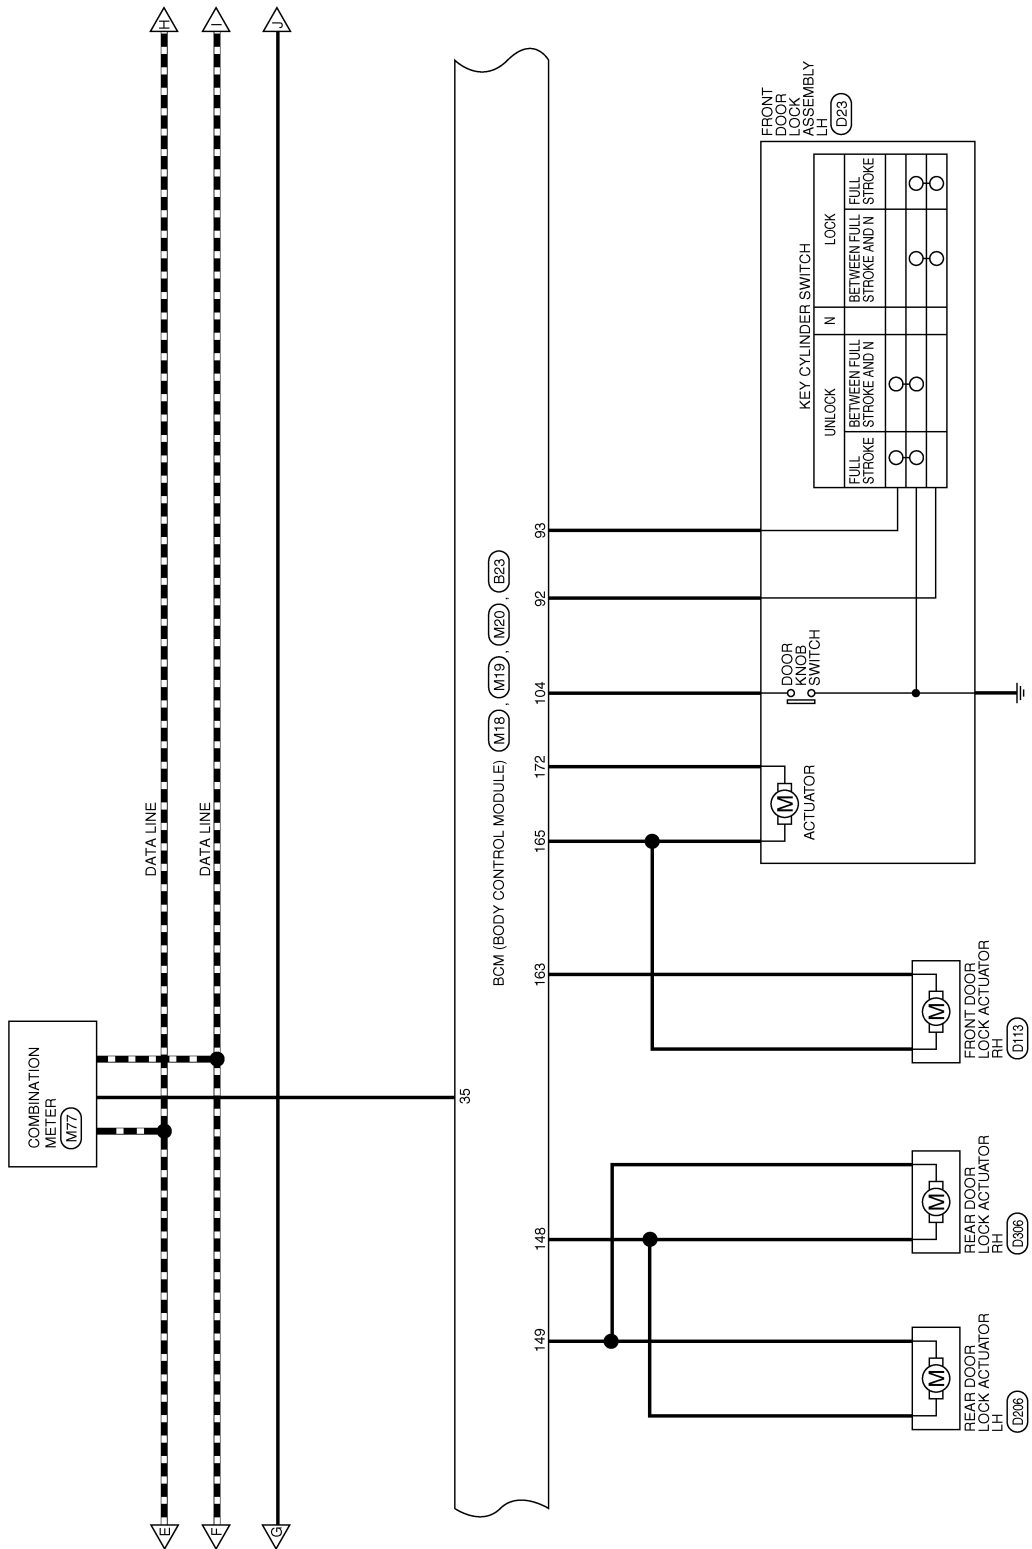 E
F
G
H
I
J
DATA LINE
DATA LINE
COMBINATION
METER
M77
35
BCM (BODY CONTROL MODULE) M18 , M19 , M20 , B23
149
148
163
165
172
104
92
93
REAR DOOR
LOCK ACTUATOR
LH
D206
M
REAR DOOR
LOCK ACTUATOR
RH
D306
M
FRONT DOOR
LOCK ACTUATOR
RH
D113
M
ACTUATOR
M
DOOR
KNOB
SWITCH
KEY CYLINDER SWITCH
UNLOCK
N
LOCK
FULL
STROKE
BETWEEN FULL
STROKE AND N
BETWEEN FULL
STROKE AND N
FULL
STROKE
FRONT
DOOR
LOCK
ASSEMBLY
LH
D23